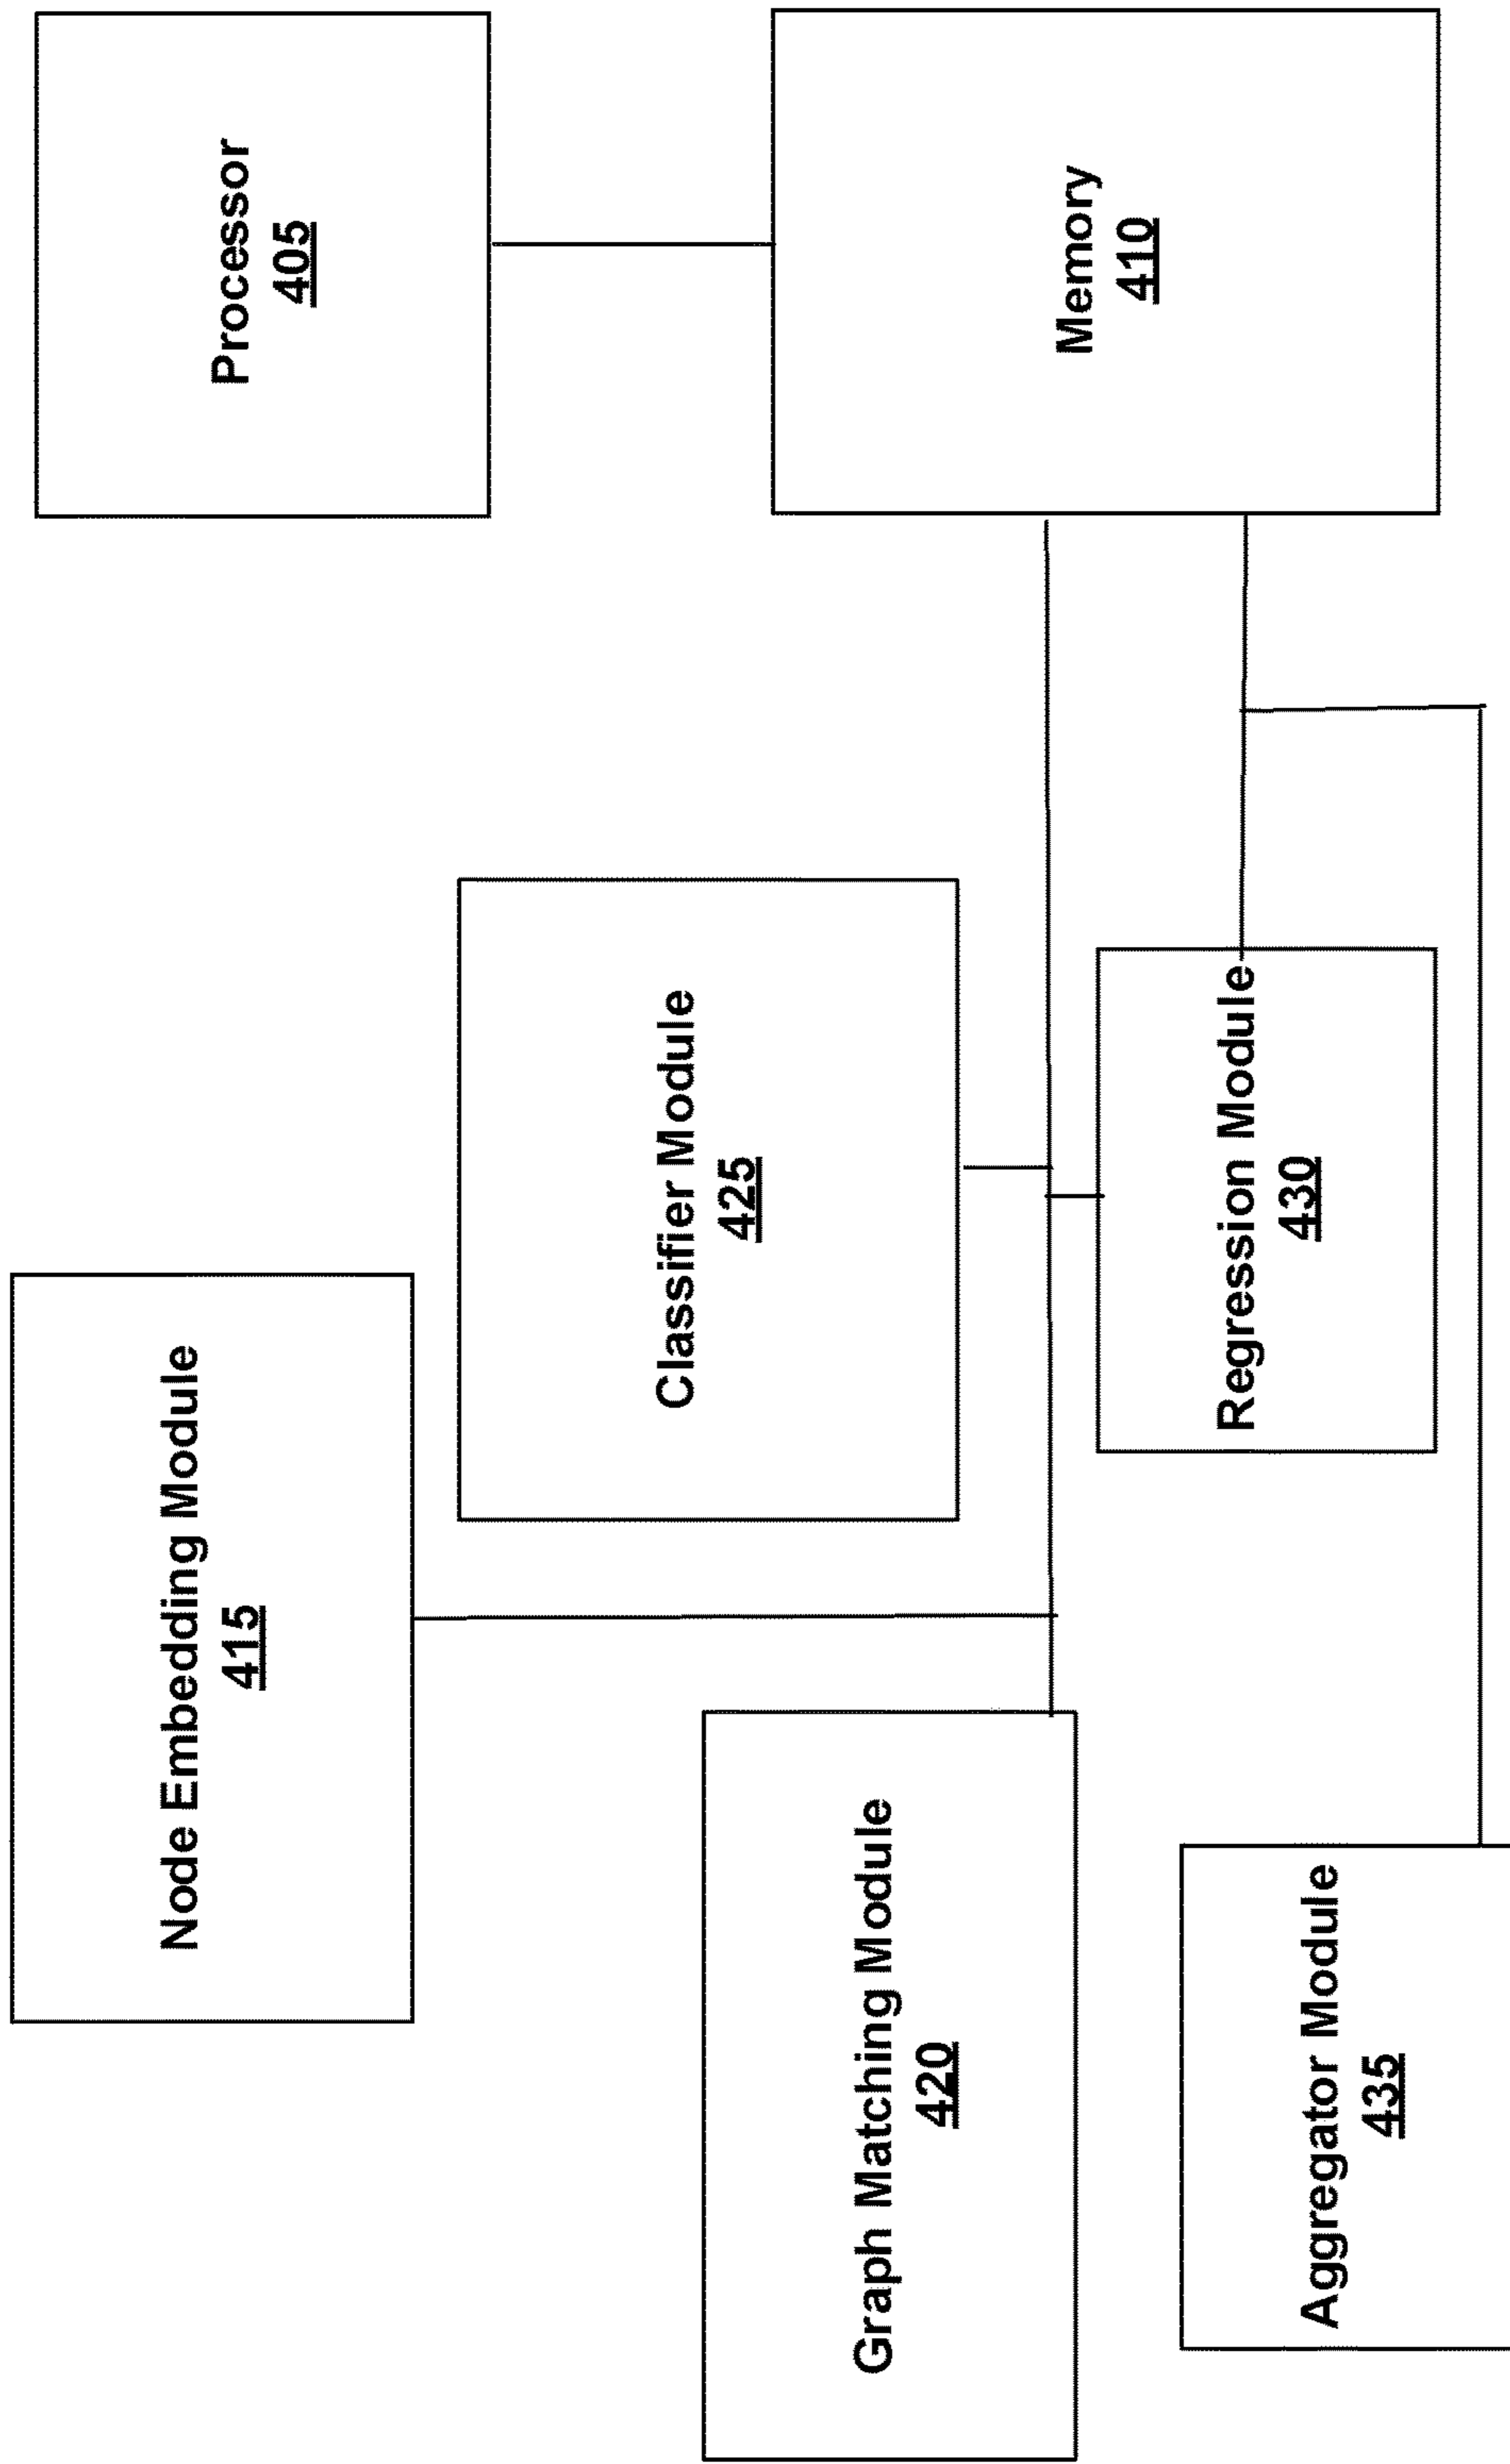 Processor
405
Memory
410
Node Embedding Module
415
Classifier Module
425
Graph Matching Module
420
Regression Module
430
Aggregator Module
435